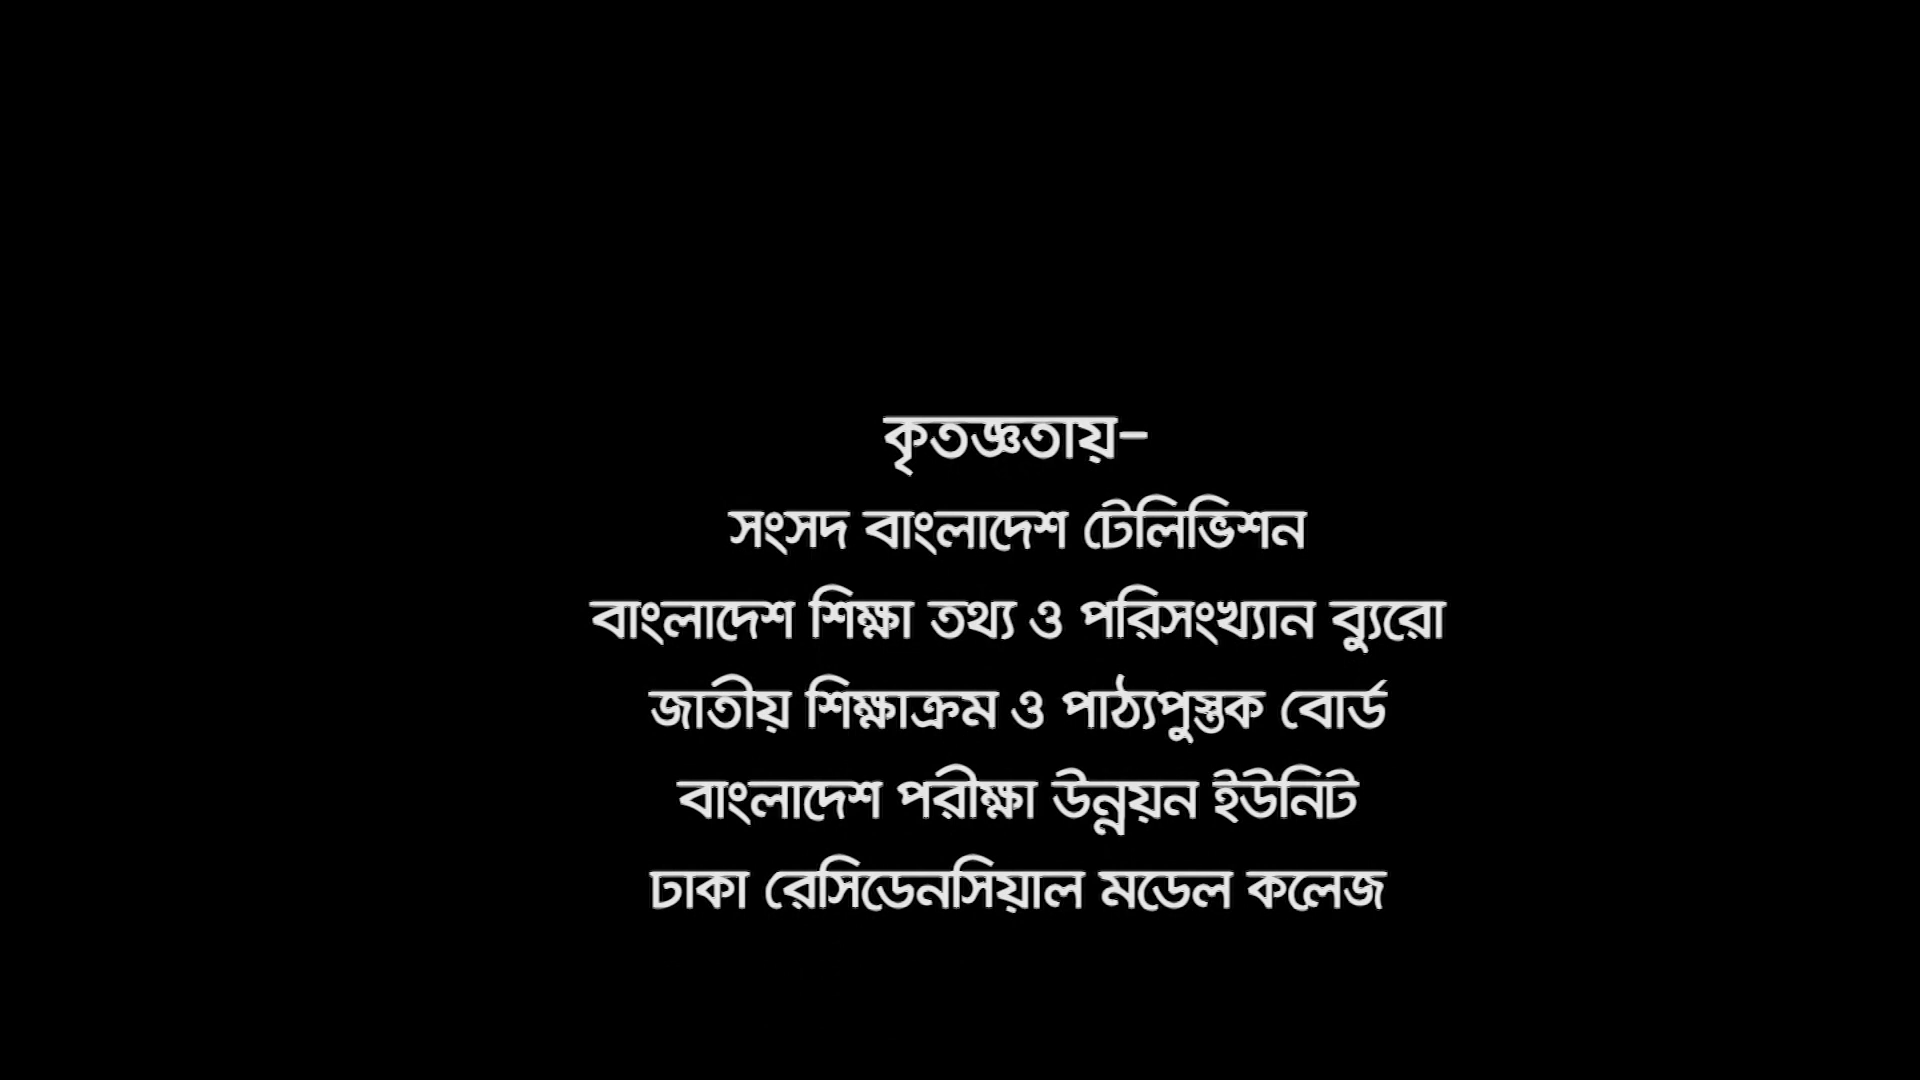 কৃতজ্ঞতায়-
সংসদ বাংলাদেশ টেলিভিশন
বাংলাদেশ শিক্ষা তথ্য ও পরিসংখ্যান ব্যুরো
জাতীয় শিক্ষাক্রম ও পাঠ্যপুস্তক বোর্ড
বাংলাদেশ পরীক্ষা উন্নয়ন ইউনিট
ঢাকা রেসিডেনসিয়াল মডেল কলেজ